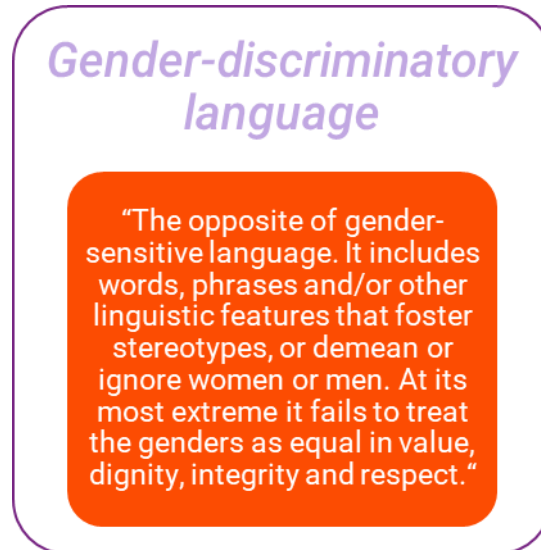 Gender-discriminatory
language
“The opposite of gender-
sensitive language. It includes
words, phrases and/or other
linguistic features that foster
stereotypes, or demean or
ignore women or men. At its
most extreme it fails to treat
the genders as equal in value,
dignity, integrity and respect.“